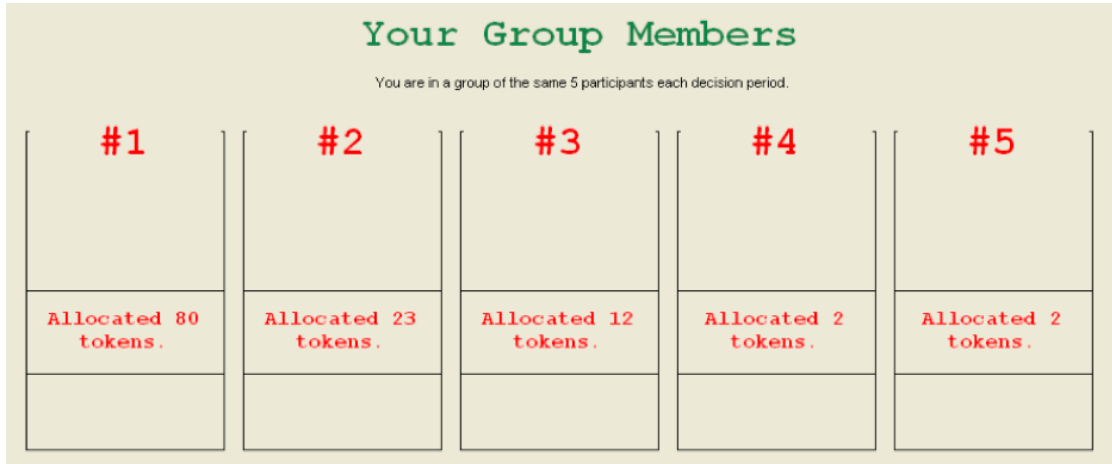 Your Group Members
You are in a group of the same 5 participants each decision period.
#1
#2
#3
#4
#5
Allocated 80
tokens.
Allocated 23
tokens.
Allocated 12
tokens.
Allocated 2
tokens.
Allocated 2
tokens.